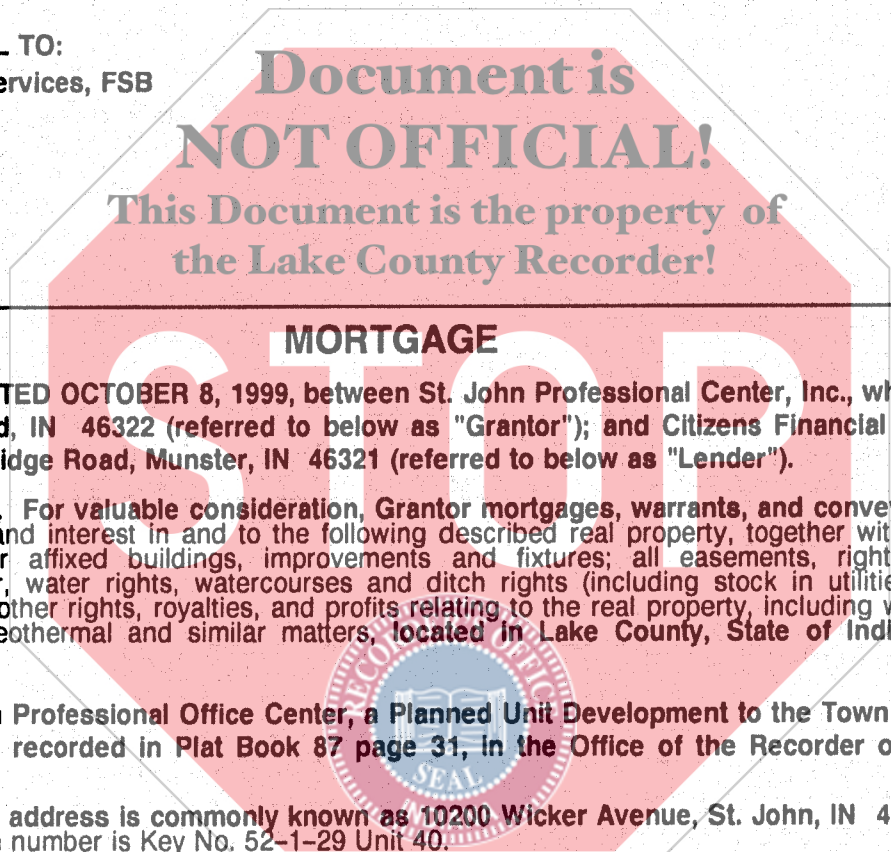 L TO:
ervices, FSB
Document is
NOT OFFICIAL!
This Document is the property of
the Lake County Recorder!
MORTGAGE
TED OCTOBER 8, 1999, between St. John Professional Center, Inc., wh
d, IN 46322 (referred to below as "Grantor"); and Citizens Financial
idge Road, Munster, IN 46321 (referred to below as "Lender").
. For valuable consideration, Grantor mortgages, warrants, and convey
and interest in and to the following described real property, together wit
r affixed buildings, improvements and fixtures; all easements, right
r, water rights, watercourses and ditch rights (including stock in utilitie
other rights, royalties, and profits relating to the real property, including
eothermal and similar matters, located in Lake County, State of Indi
n Professional Office Center, a Planned Unit Development to the Town
recorded in Plat Book 87 page 31, in the Office of the Recorder o
address is commonly known as 10200 Wicker Avenue, St. John, IN 4
number is Key No. 52-1-29 Unit 40.
STOP
SEAL
INDIANA